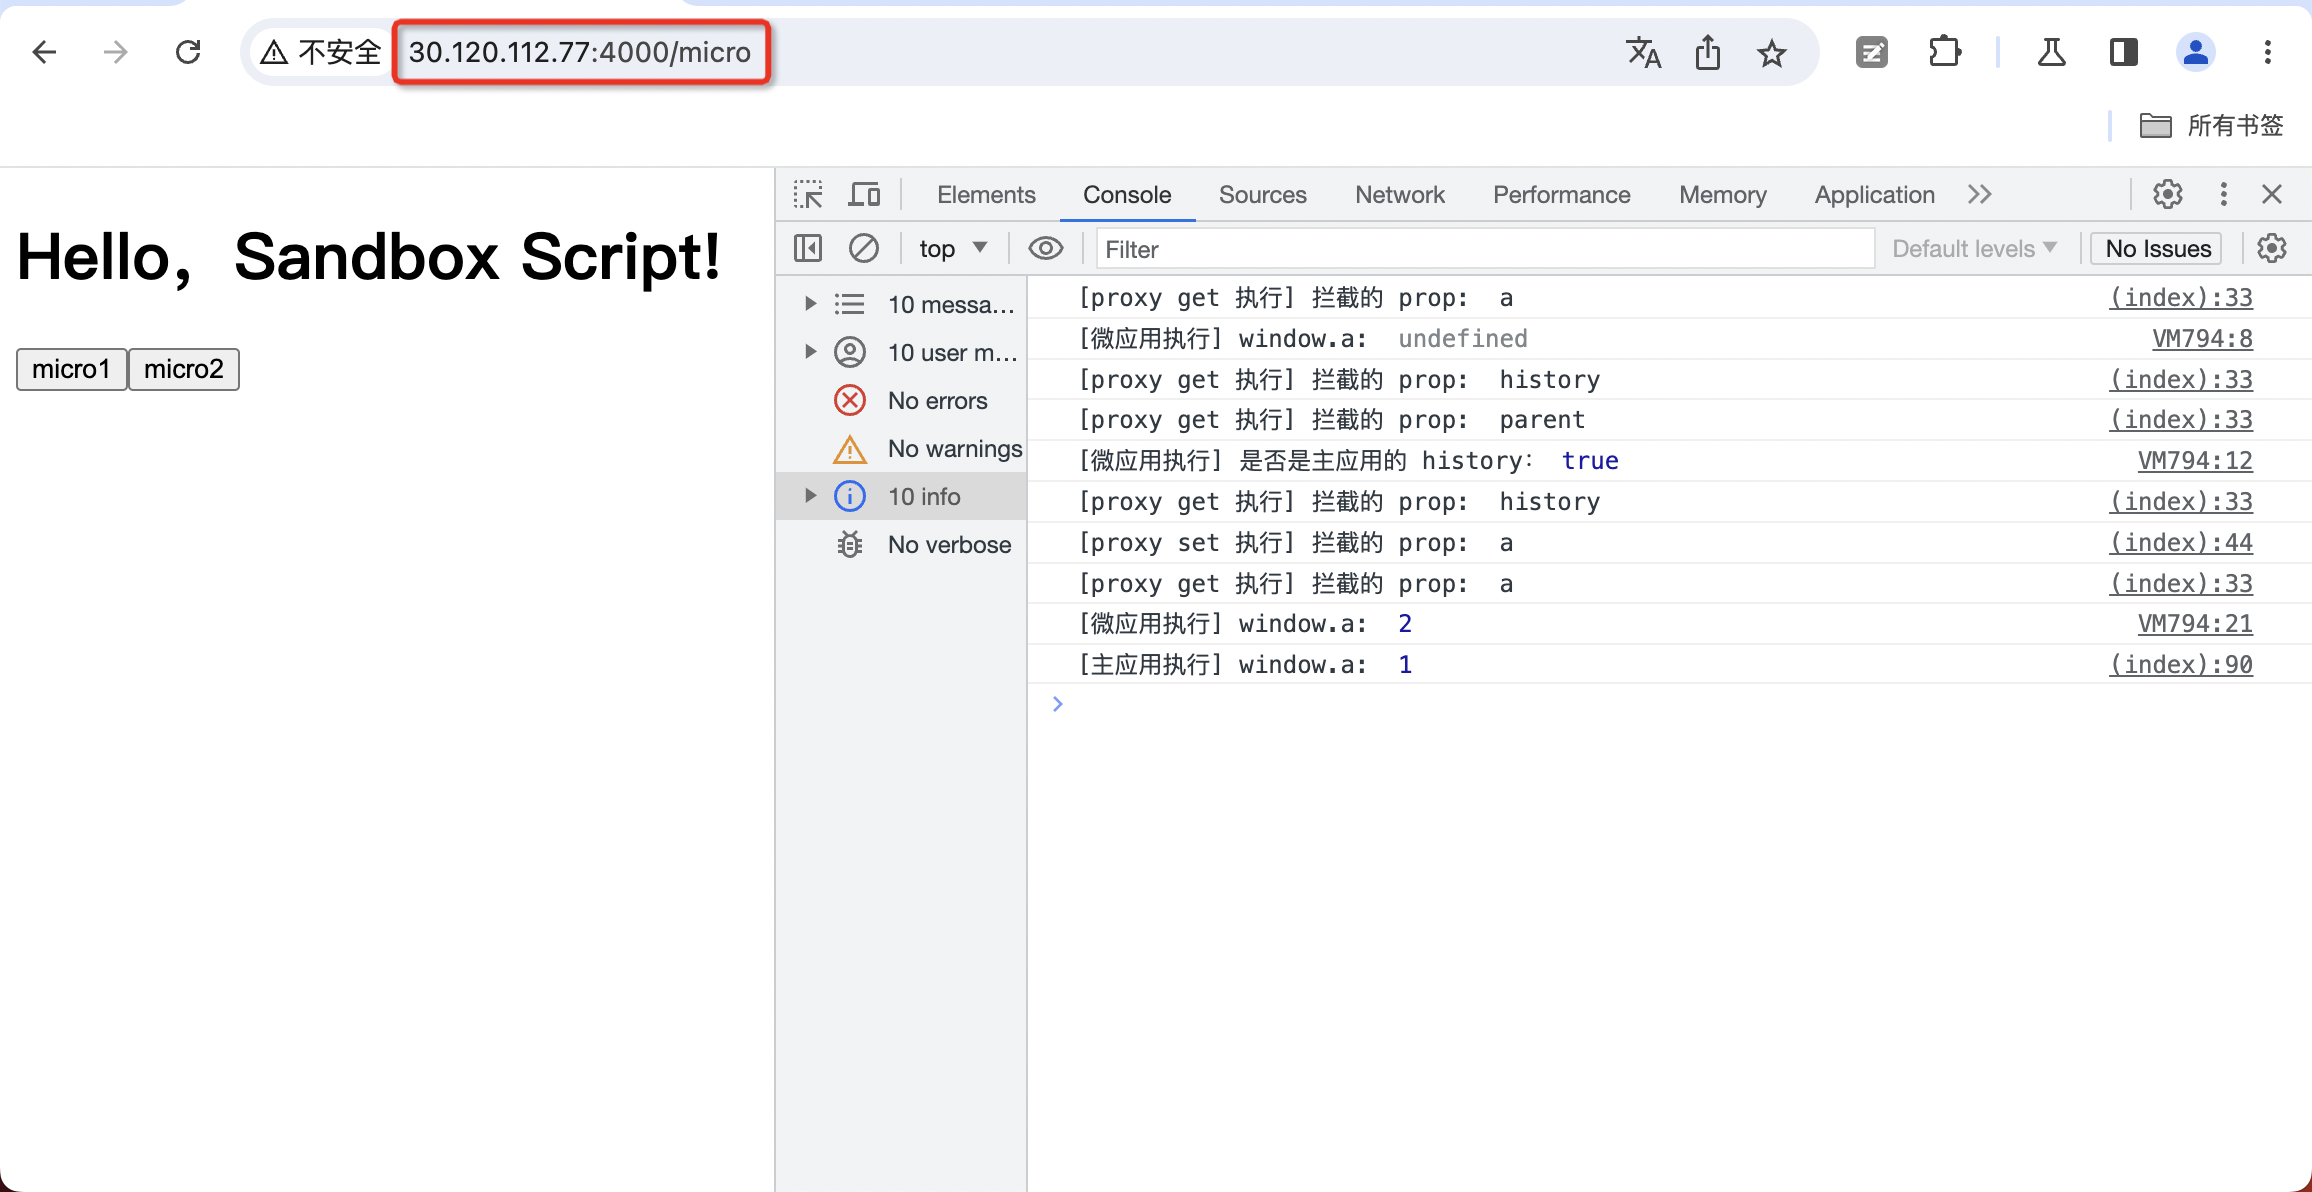 不安全 30.120.112.77:4000/micro
所有书签
Hello，Sandbox Script!
micro1 micro2
Elements Console Sources Network Performance Memory Application
top Filter Default levels No Issues
10 messa...
10 user m...
No errors
No warnings
10 info
No verbose
[proxy get 执行] 拦截的 prop: a (index):33
[微应用执行] window.a: undefined VM794:8
[proxy get 执行] 拦截的 prop: history (index):33
[proxy get 执行] 拦截的 prop: parent (index):33
[微应用执行] 是否是主应用的 history： true VM794:12
[proxy get 执行] 拦截的 prop: history (index):33
[proxy set 执行] 拦截的 prop: a (index):44
[proxy get 执行] 拦截的 prop: a (index):33
[微应用执行] window.a: 2 VM794:21
[主应用执行] window.a: 1 (index):90